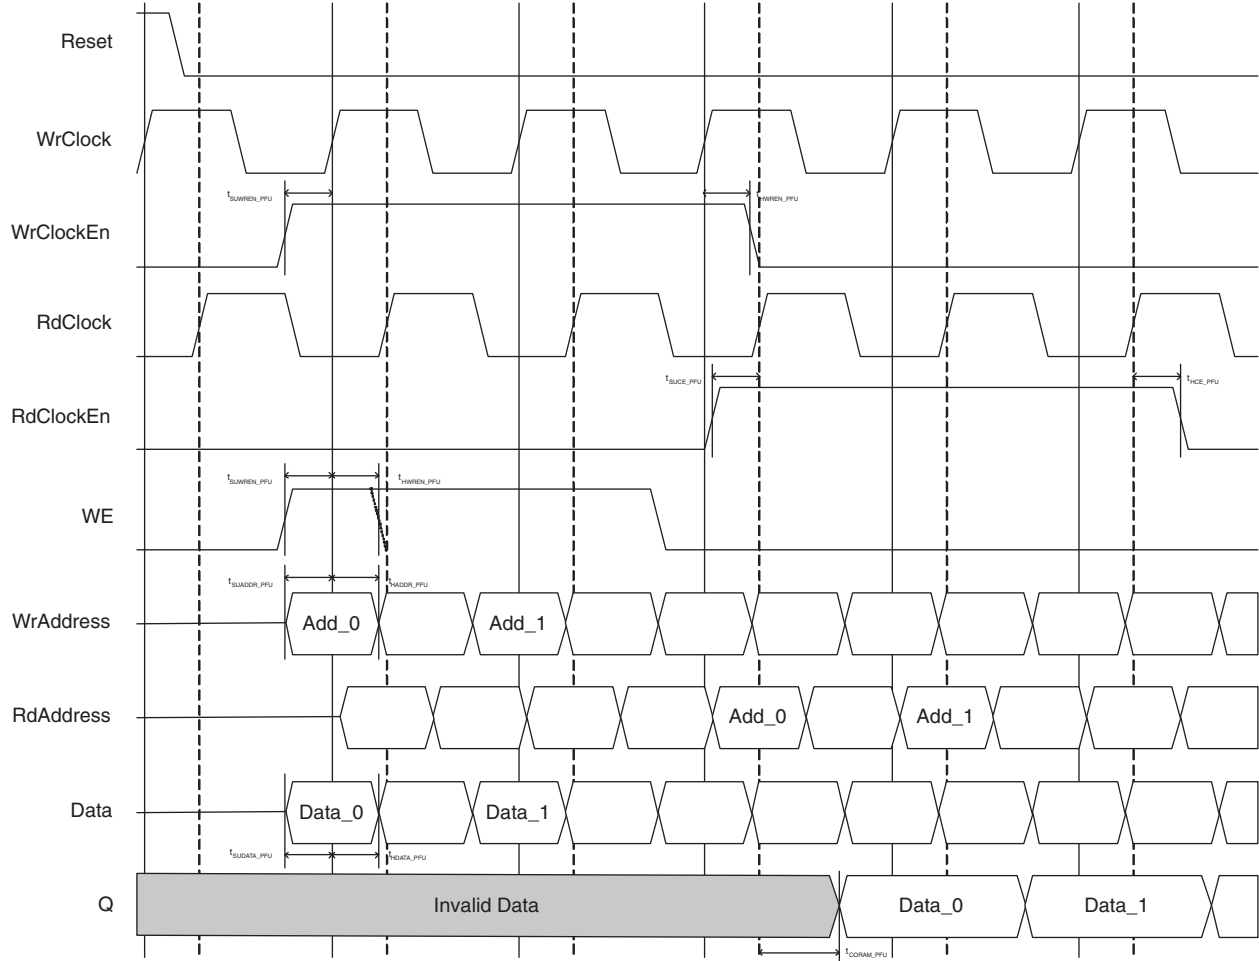 Reset
WrClock
tSUWREN_PFU tHWREN_PFU
WrClockEn
RdClock
tSUCE_PFU tHCE_PFU
RdClockEn
tSUWREN_PFU tHWREN_PFU
WE
tSUADDR_PFU tHADDR_PFU
WrAddress Add_0 Add_1
RdAddress Add_0 Add_1
Data Data_0 Data_1
tSUDATA_PFU tHDATA_PFU
Q Invalid Data Data_0 Data_1
tCORAM_PFU